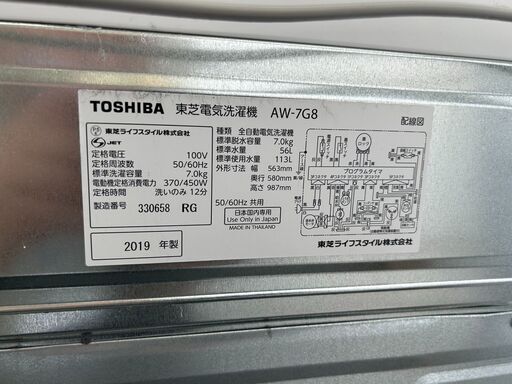 TOSHIBA 東芝電気洗濯機 AW-7G8
配線図
東芝ライフスタイル株式会社
JET
定格電圧 100V
定格周波数 50/60Hz
標準洗濯容量 7.0kg
電動機定格消費電力 370/450W
定格時間 洗いのみ 12分
製造番号 330658 RG
2019 年製
種類 全自動電気洗濯機
標準脱水容量 7.0kg
標準水量 56L
標準使用水量 113L
外形寸法 幅 563mm
奥行 580mm
高さ 987mm
50/60Hz 共用
日本国内専用
Use Only in Japan
MADE IN THAILAND
プログラムタイマ
東芝ライフスタイル株式会社